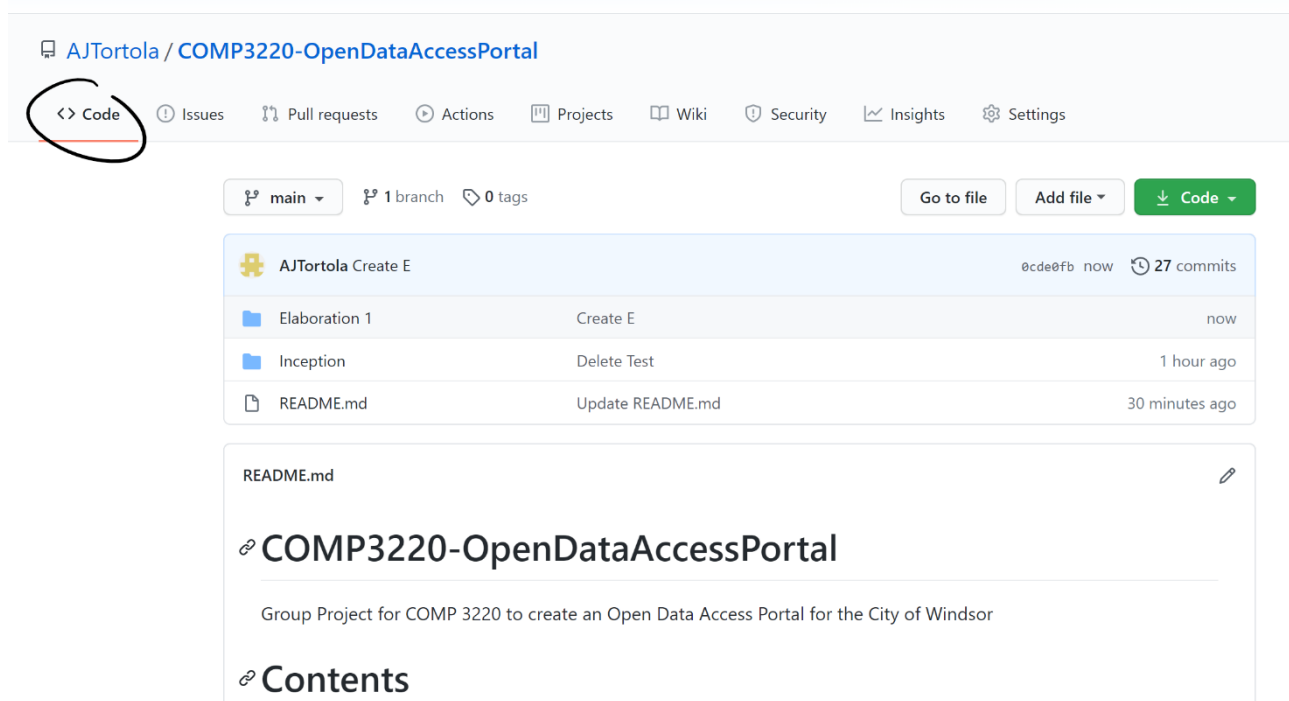 AJTortola / COMP3220-OpenDataAccessPortal
<> Code Issues Pull requests Actions Projects Wiki Security Insights Settings
main 1 branch 0 tags Go to file Add file Code
AJTortola Create E 0cde0fb now 27 commits
Elaboration 1 Create E now
Inception Delete Test 1 hour ago
README.md Update README.md 30 minutes ago
README.md
COMP3220-OpenDataAccessPortal
Group Project for COMP 3220 to create an Open Data Access Portal for the City of Windsor
Contents